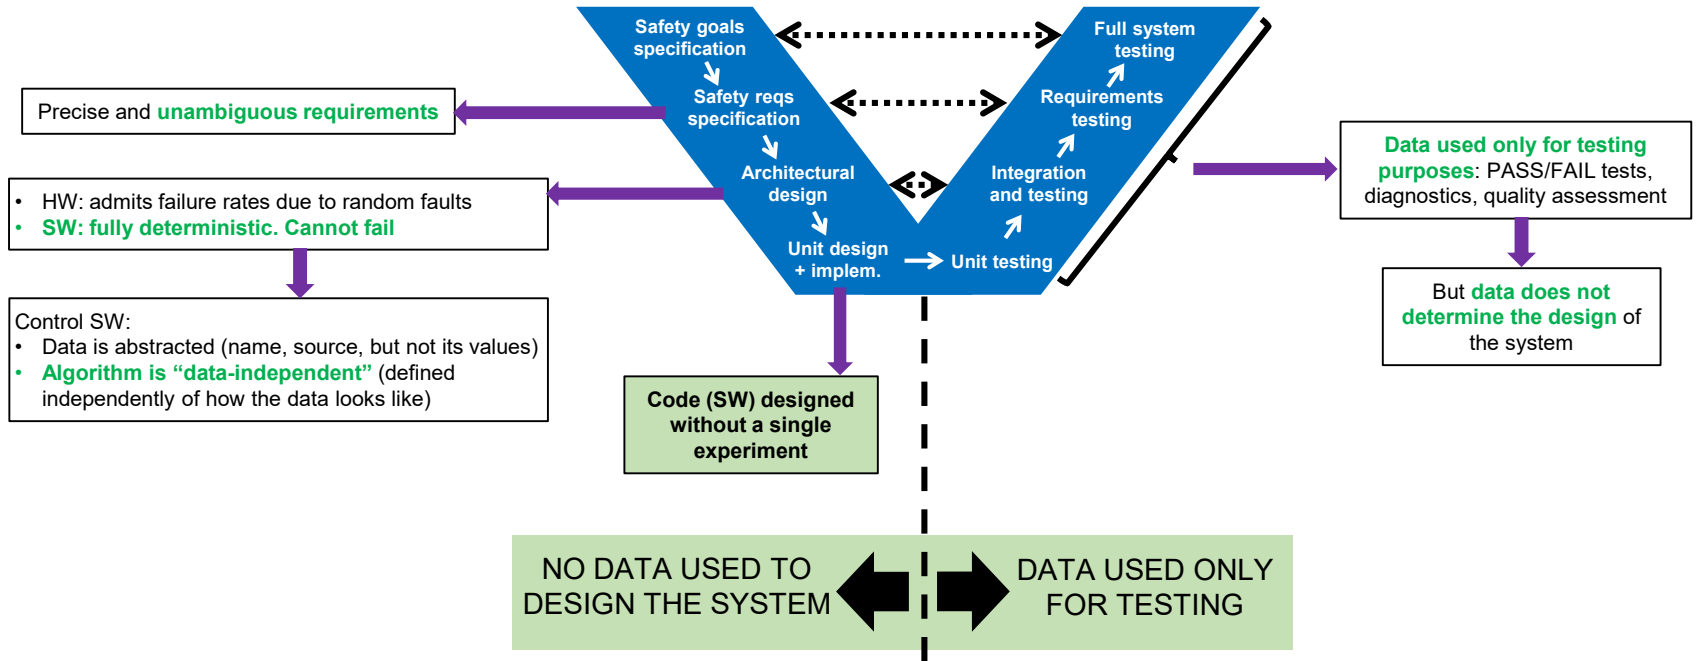 Safety goals
specification
Safety reqs
specification
Architectural
design
Unit design
+ implem.
Unit testing
Integration
and testing
Requirements
testing
Full system
testing
Precise and unambiguous requirements
• HW: admits failure rates due to random faults
• SW: fully deterministic. Cannot fail
Control SW:
• Data is abstracted (name, source, but not its values)
• Algorithm is “data-independent” (defined
independently of how the data looks like)
Code (SW) designed
without a single
experiment
Data used only for testing
purposes: PASS/FAIL tests,
diagnostics, quality assessment
But data does not
determine the design of
the system
NO DATA USED TO
DESIGN THE SYSTEM
DATA USED ONLY
FOR TESTING